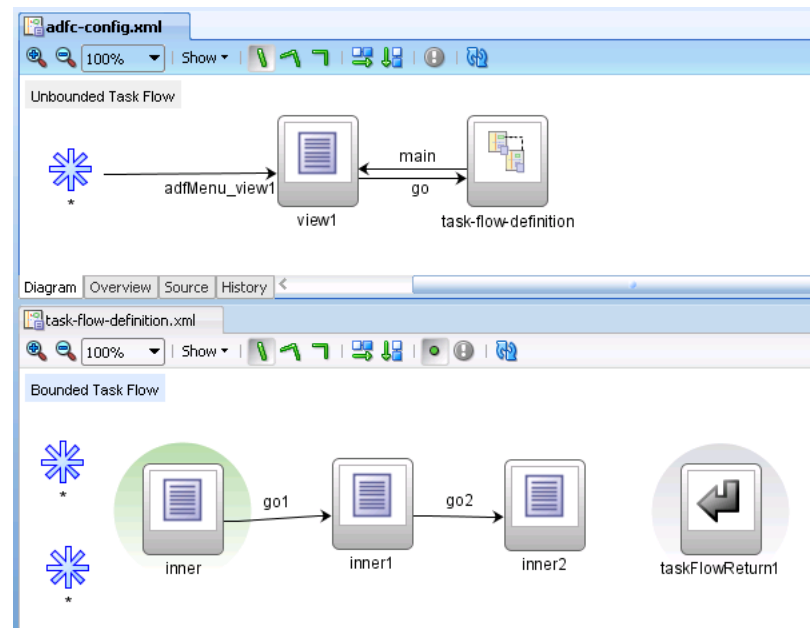 adfc-config.xml
100% Show
Unbounded Task Flow
main
adfMenu_view1
go
*
view1
task-flow-definition
Diagram Overview Source History
task-flow-definition.xml
100% Show
Bounded Task Flow
*
go1
go2
inner
inner1
inner2
taskFlowReturn1
*